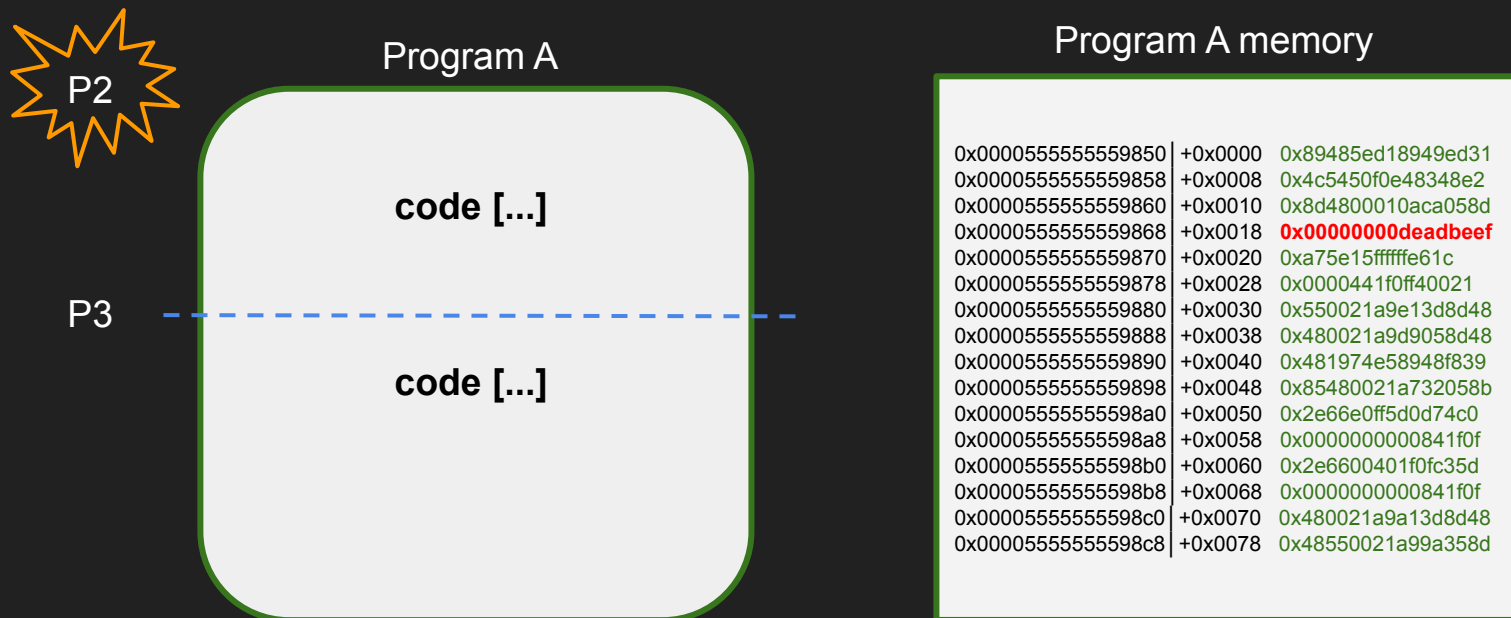 P2
Program A
code [...]
P3
code [...]
Program A memory
0x0000555555559850| +0x0000 0x89485ed18949ed31
0x0000555555559858| +0x0008 0x4c5450f0e48348e2
0x0000555555559860| +0x0010 0x8d4800010aca058d
0x0000555555559868| +0x0018 0x00000000deadbeef
0x0000555555559870| +0x0020 0xa75e15ffffffe61c
0x0000555555559878| +0x0028 0x0000441f0ff40021
0x0000555555559880| +0x0030 0x550021a9e13d8d48
0x0000555555559888| +0x0038 0x480021a9d9058d48
0x0000555555559890| +0x0040 0x481974e58948f839
0x0000555555559898| +0x0048 0x85480021a732058b
0x00005555555598a0| +0x0050 0x2e66e0ff5d0d74c0
0x00005555555598a8| +0x0058 0x0000000000841f0f
0x00005555555598b0| +0x0060 0x2e6600401f0fc35d
0x00005555555598b8| +0x0068 0x0000000000841f0f
0x00005555555598c0| +0x0070 0x480021a9a13d8d48
0x00005555555598c8| +0x0078 0x48550021a99a358d